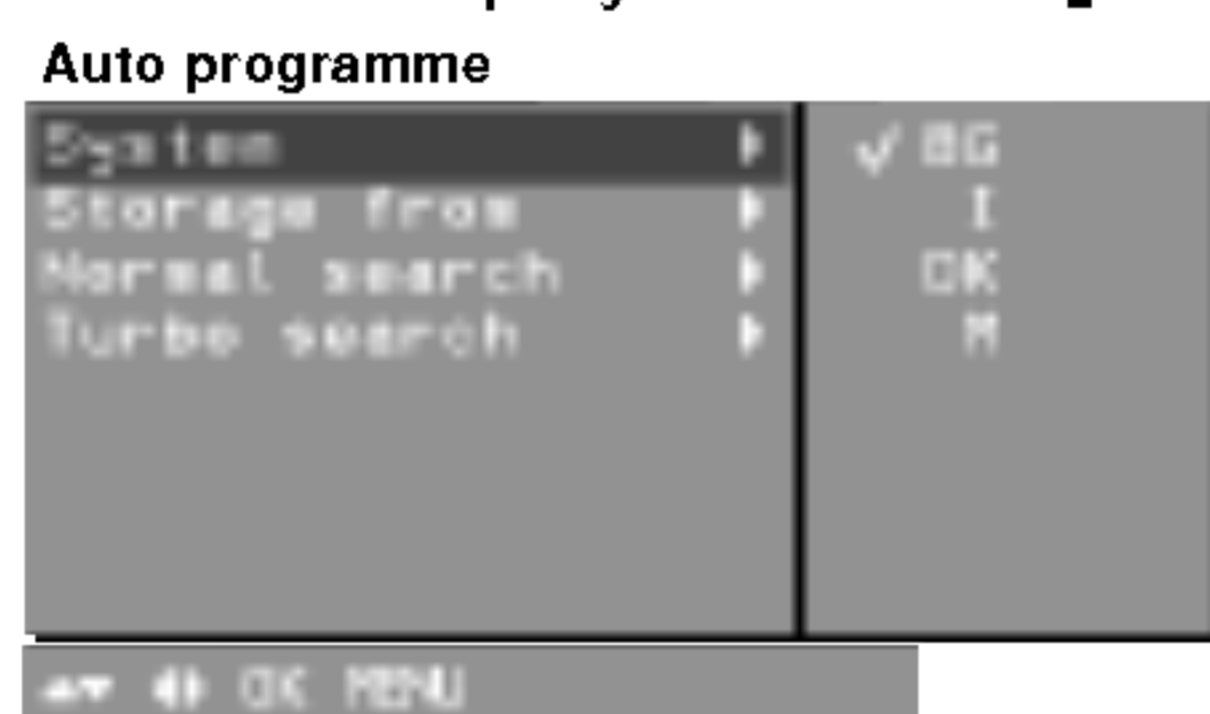 Auto programme
System ▶ ✓ BG
Storage from ▶ I
Normal search ▶ DK
Turbo search ▶ M
▲▼ ◀▶ OK MENU